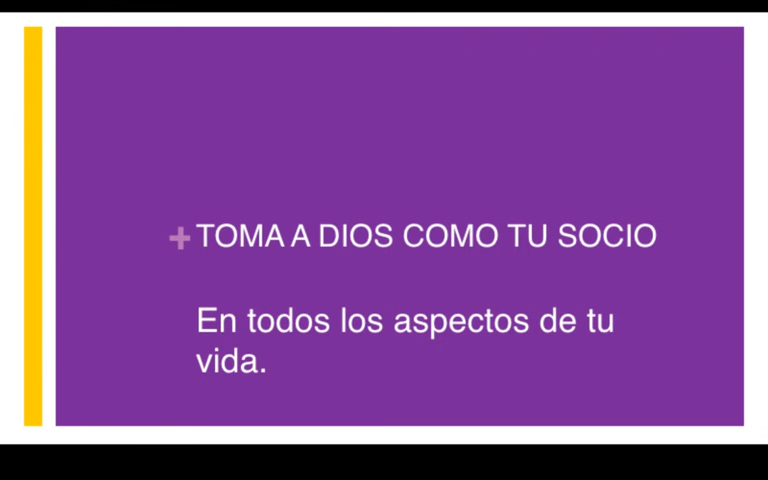 + TOMA A DIOS COMO TU SOCIO
En todos los aspectos de tu
vida.